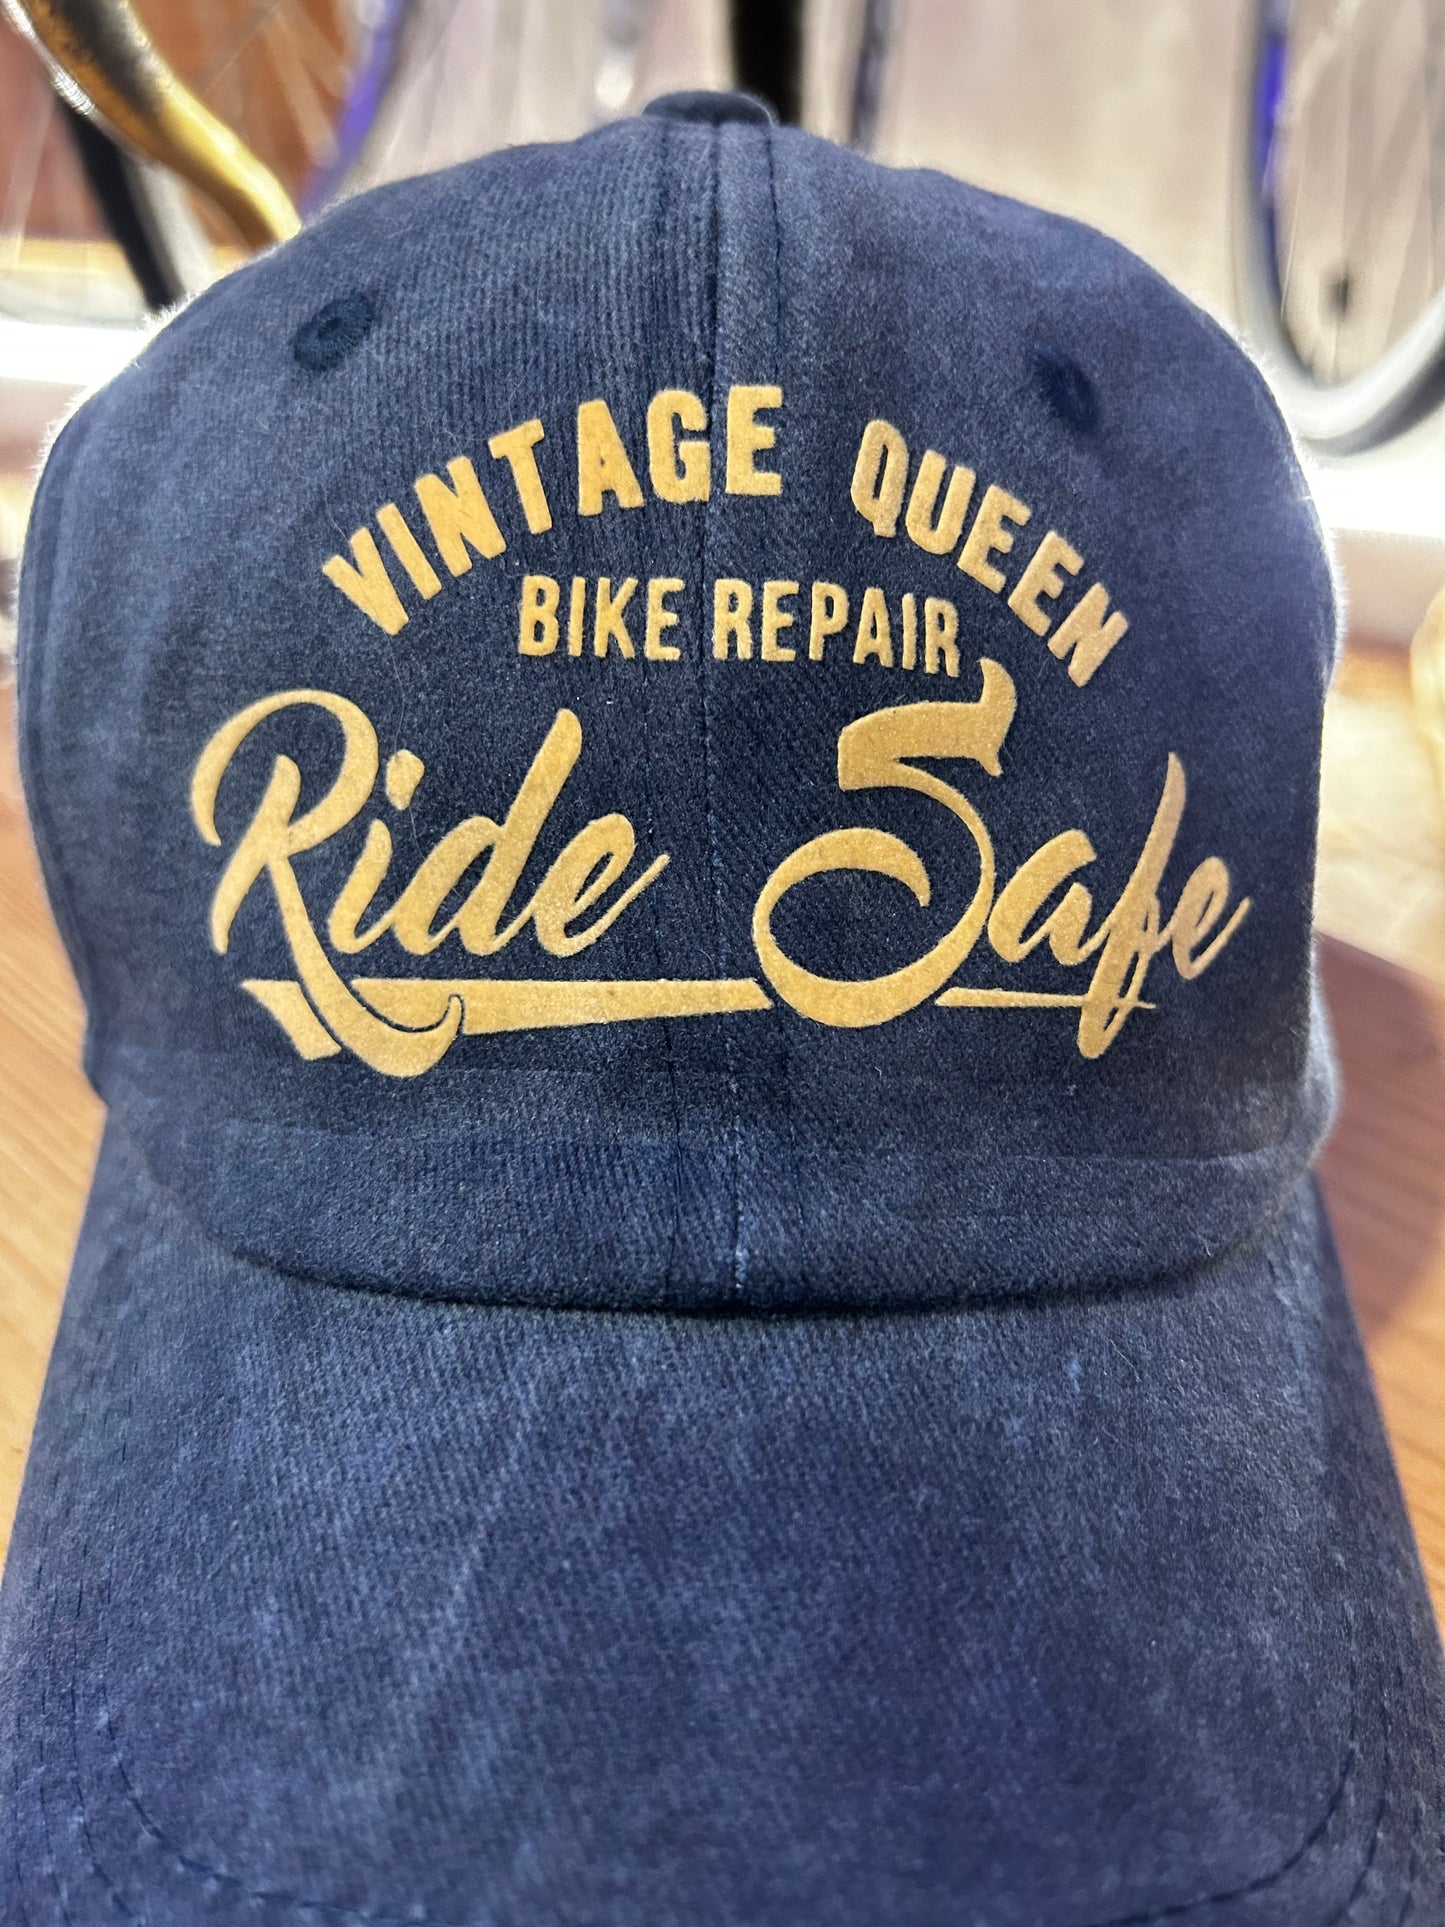 VINTAGE QUEEN
BIKE REPAIR
Ride Safe